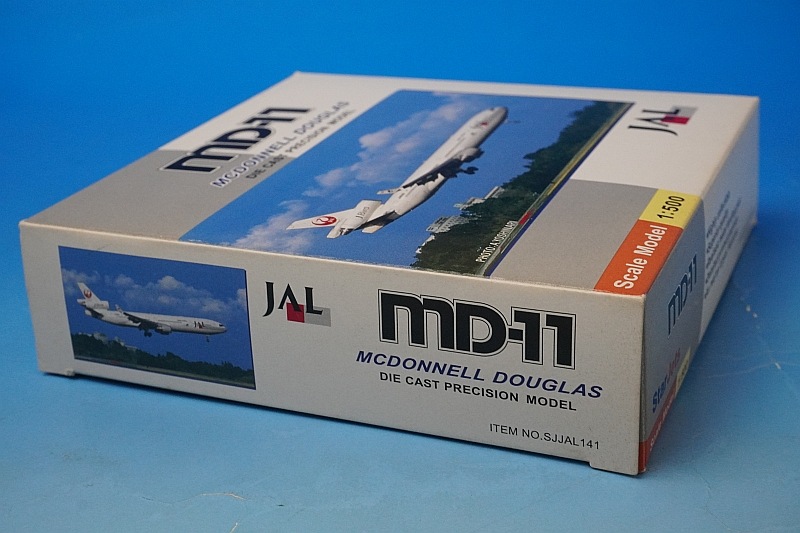 MD-11
MCDONNELL DOUGLAS
DIE CAST PRECISION MODEL
JAL
Scale Model 1:500
JAL
MD-11
MCDONNELL DOUGLAS
DIE CAST PRECISION MODEL
ITEM NO.SJJAL141
JAL
MD-11